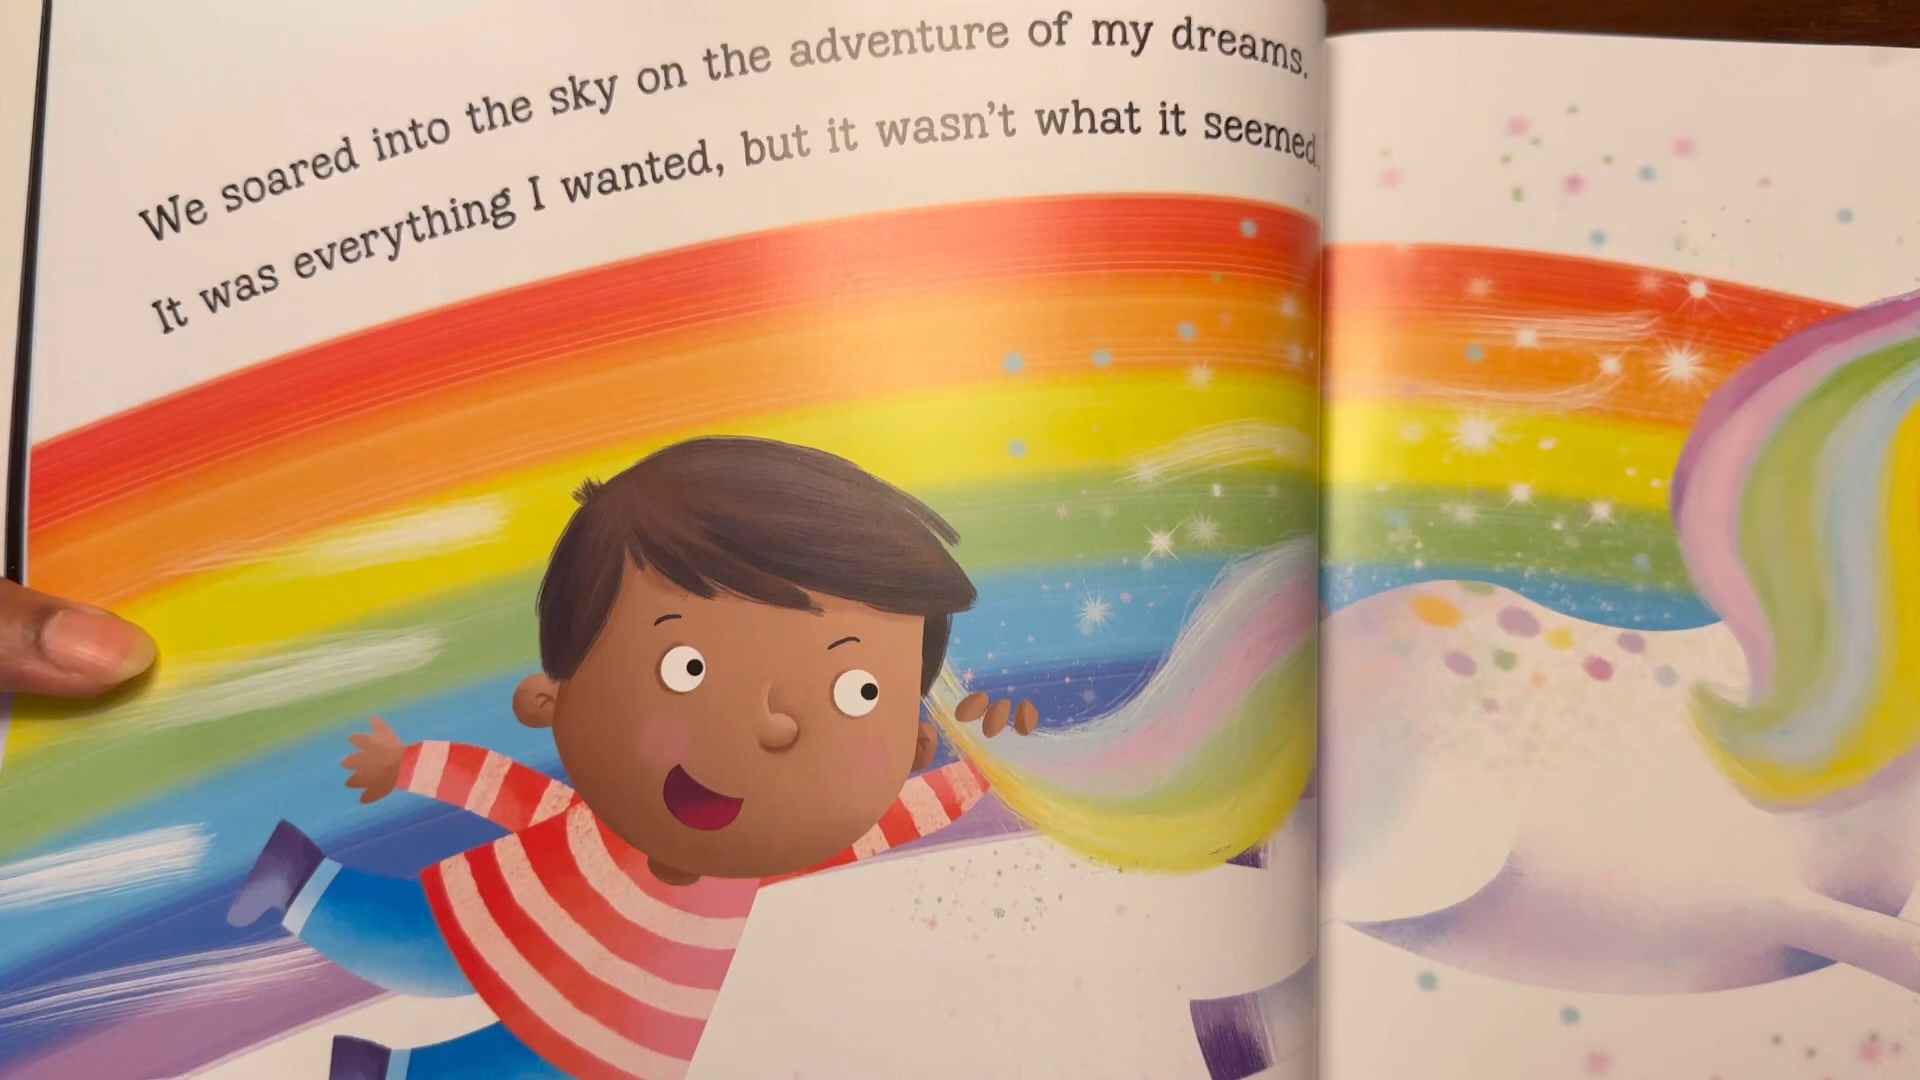 We soared into the sky on the adventure of my dreams.
It was everything I wanted, but it wasn't what it seemed.